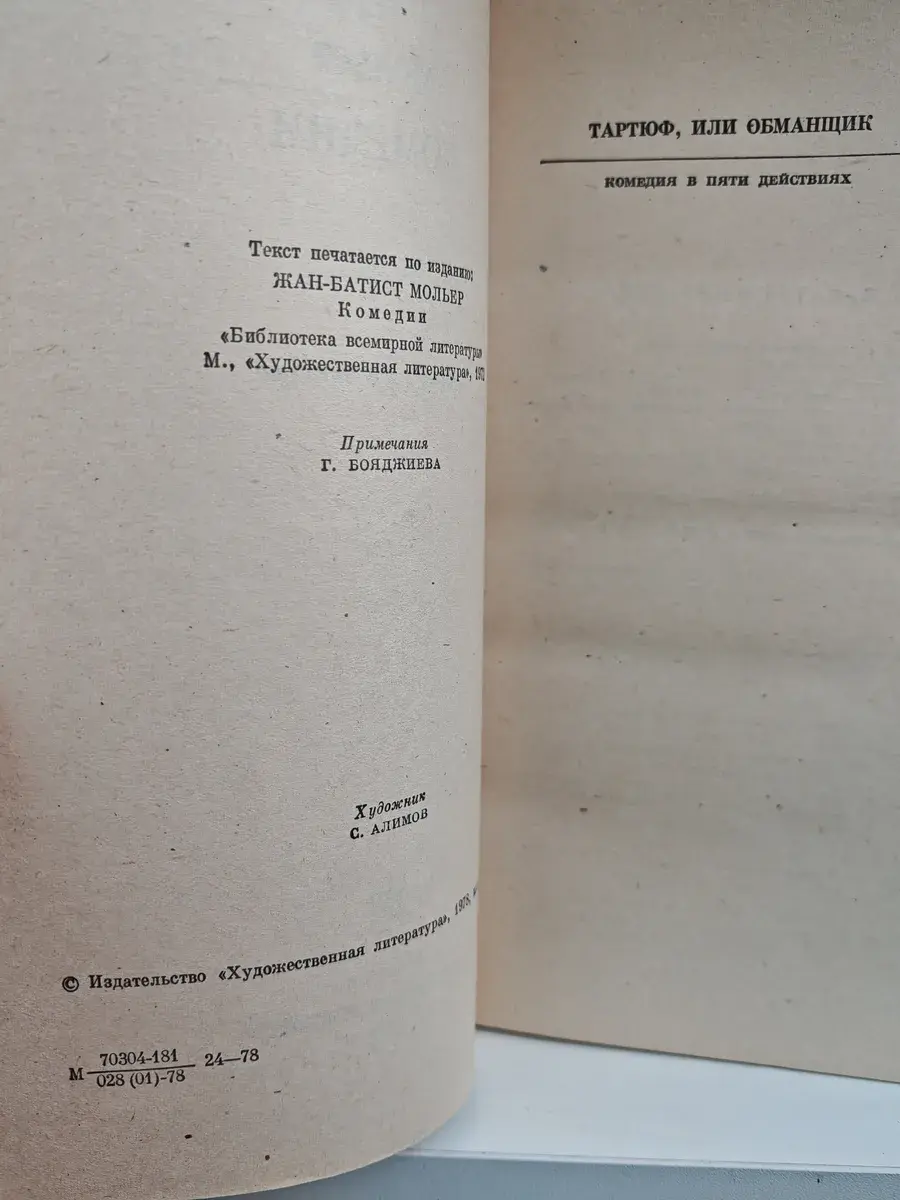 Текст печатается по изданию:
ЖАН-БАТИСТ МОЛЬЕР
Комедии
«Библиотека всемирной литературы»
М., «Художественная литература»,
Примечания
Г. БОЯДЖИЕВА
Художник
С. АЛИМОВ
© Издательство «Художественная литература», 1978,
М 70304-181
028 (01)-78
24—78
ТАРТЮФ, ИЛИ ОБМАНЩИК
КОМЕДИЯ В ПЯТИ ДЕЙСТВИЯХ